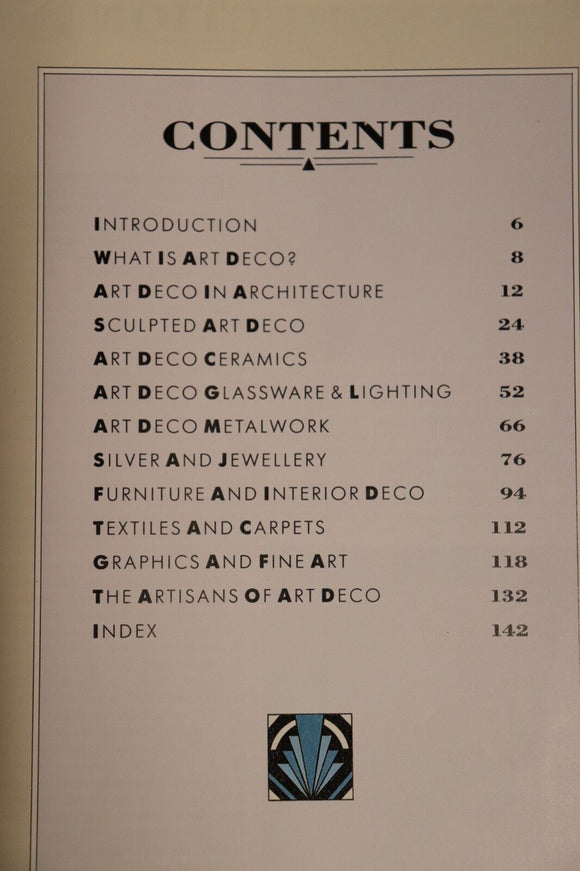 CONTENTS
INTRODUCTION 6
WHAT IS ART DECO? 8
ART DECO IN ARCHITECTURE 12
SCULPTED ART DECO 24
ART DECO CERAMICS 38
ART DECO GLASSWARE & LIGHTING 52
ART DECO METALWORK 66
SILVER AND JEWELLERY 76
FURNITURE AND INTERIOR DECO 94
TEXTILES AND CARPETS 112
GRAPHICS AND FINE ART 118
THE ARTISANS OF ART DECO 132
INDEX 142